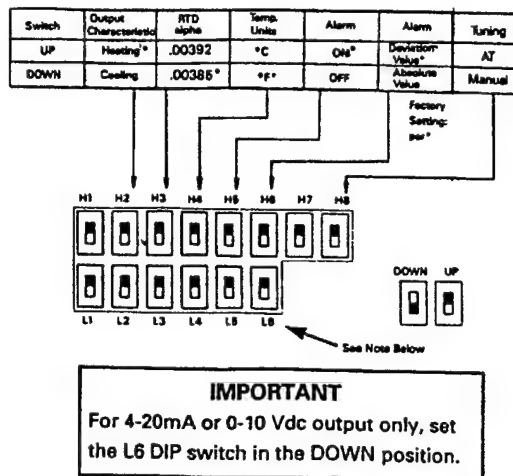 Switch Output Characteristic RTD alpha Temp. Units Alarm Alarm Tuning
UP Heating* .00392 °C ON* Deviation Value* AT
DOWN Cooling .00385* °F* OFF Absolute Value Manual
Factory
Setting:
per*
H1 H2 H3 H4 H5 H6 H7 H8
DOWN UP
L1 L2 L3 L4 L5 L6
See Note Below
IMPORTANT
For 4-20mA or 0-10 Vdc output only, set
the L6 DIP switch in the DOWN position.